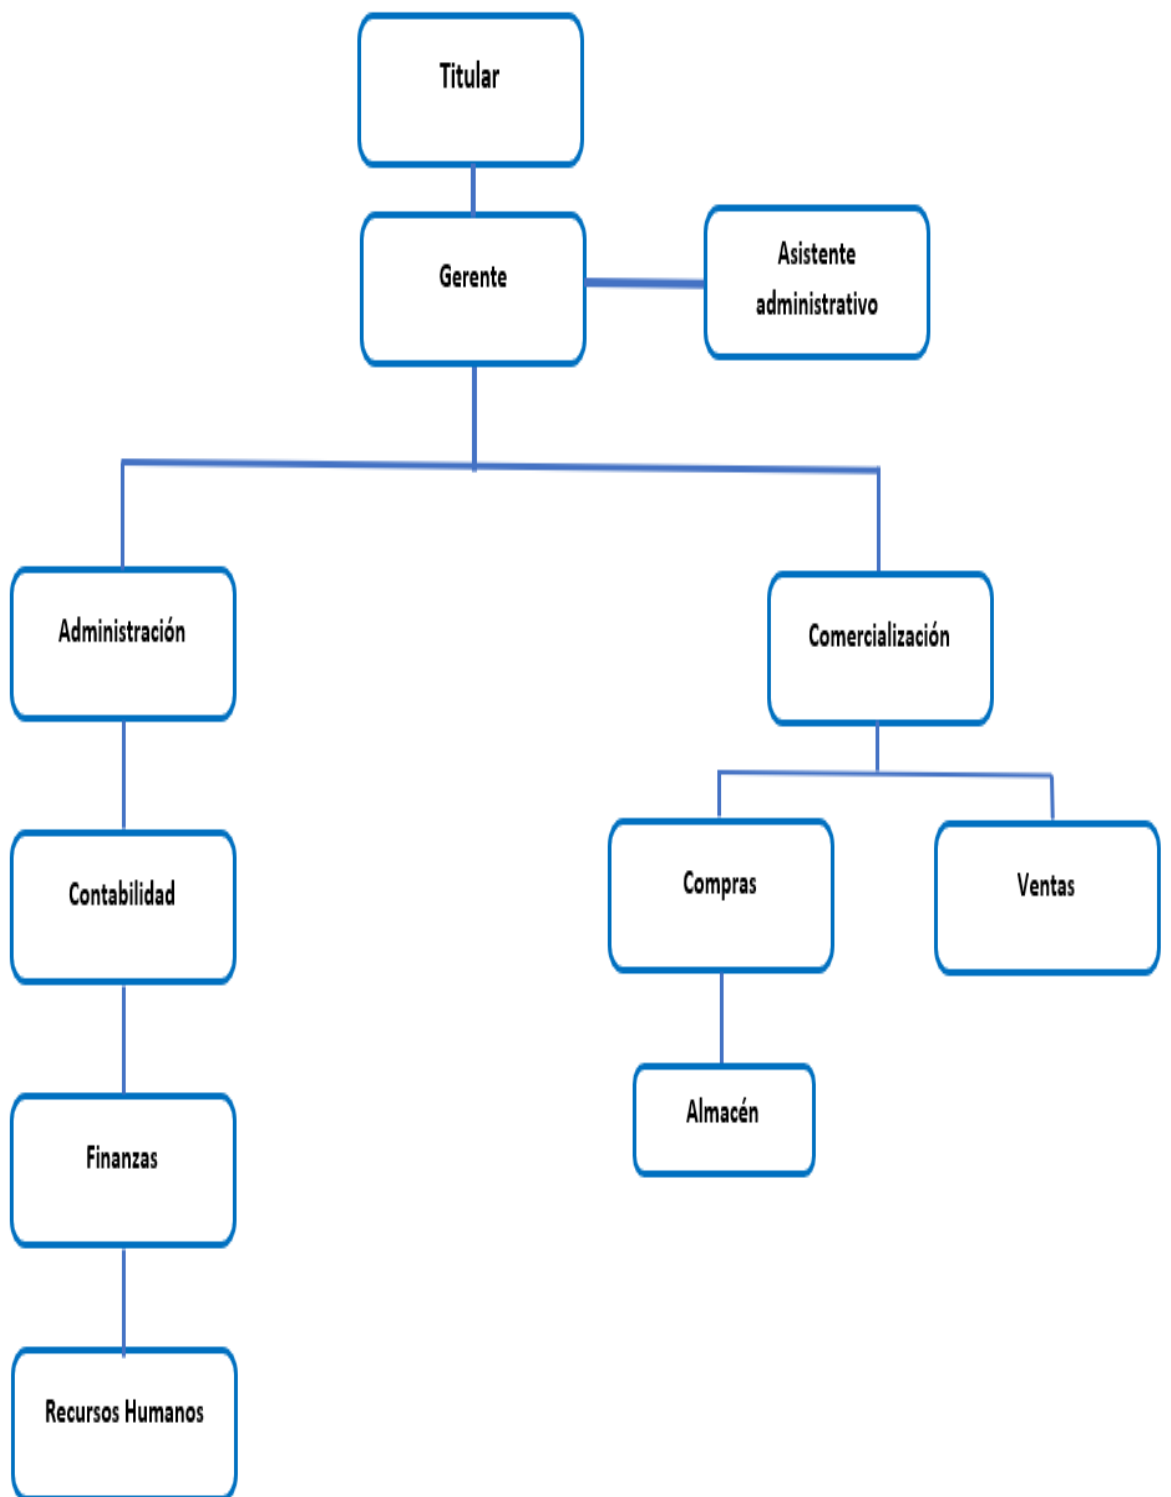 Titular
Gerente
Asistente
administrativo
Administración
Comercialización
Contabilidad
Compras
Ventas
Finanzas
Almacén
Recursos Humanos